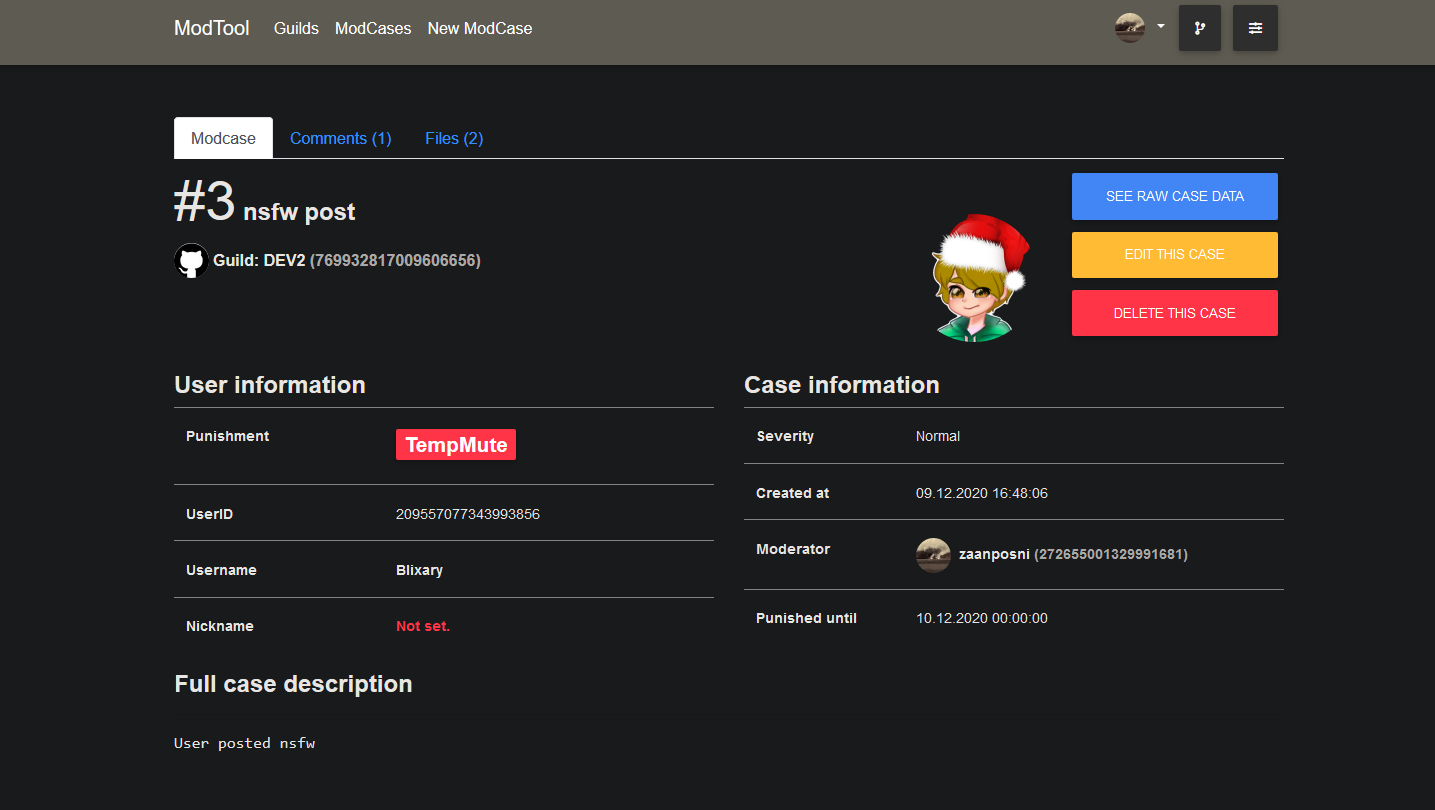 ModTool Guilds ModCases New ModCase
Modcase Comments (1) Files (2)
#3 nsfw post
Guild: DEV2 (769932817009606656)
SEE RAW CASE DATA
EDIT THIS CASE
DELETE THIS CASE
User information
Punishment TempMute
UserID 209557077343993856
Username Blixary
Nickname Not set.
Case information
Severity Normal
Created at 09.12.2020 16:48:06
Moderator zaanposni (272655001329991681)
Punished until 10.12.2020 00:00:00
Full case description
User posted nsfw